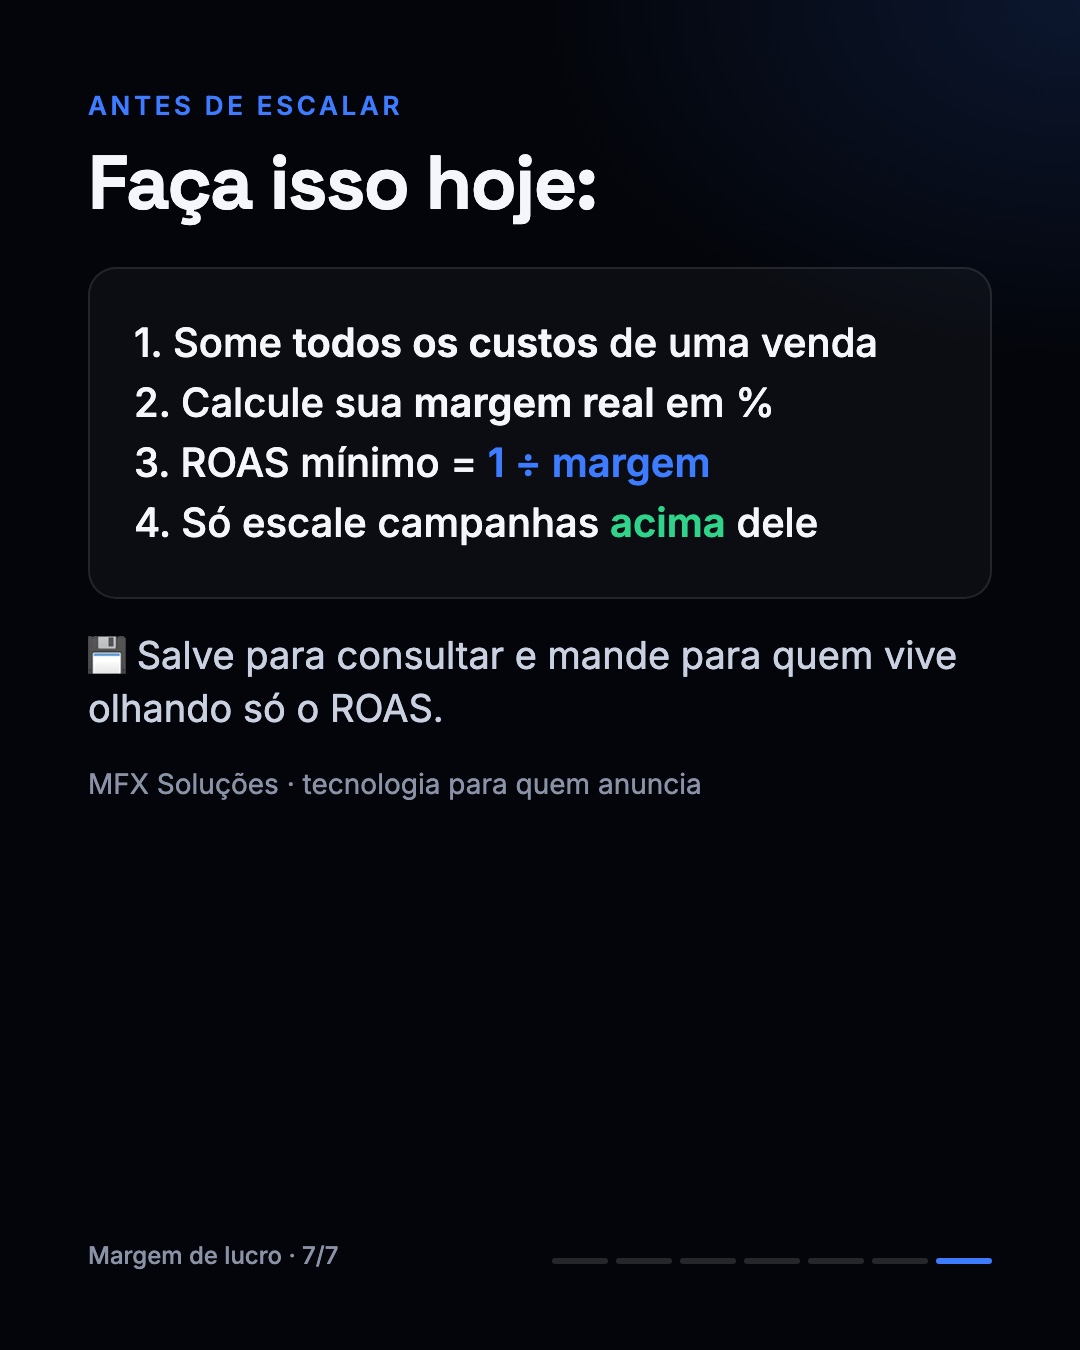 ANTES DE ESCALAR
Faça isso hoje:
1. Some todos os custos de uma venda
2. Calcule sua margem real em %
3. ROAS mínimo = 1 ÷ margem
4. Só escale campanhas acima dele
💾 Salve para consultar e mande para quem vive
olhando só o ROAS.
MFX Soluções · tecnologia para quem anuncia
Margem de lucro · 7/7